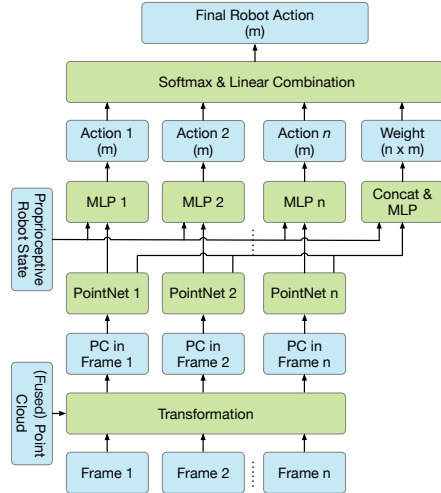 Final Robot Action
(m)
Softmax & Linear Combination
Action 1
(m)
Action 2
(m)
Action n
(m)
Weight
(n x m)
Proprioceptive
Robot State
MLP 1
MLP 2
MLP n
Concat &
MLP
PointNet 1
PointNet 2
PointNet n
PC in
Frame 1
PC in
Frame 2
PC in
Frame n
(Fused) Point
Cloud
Transformation
Frame 1
Frame 2
Frame n